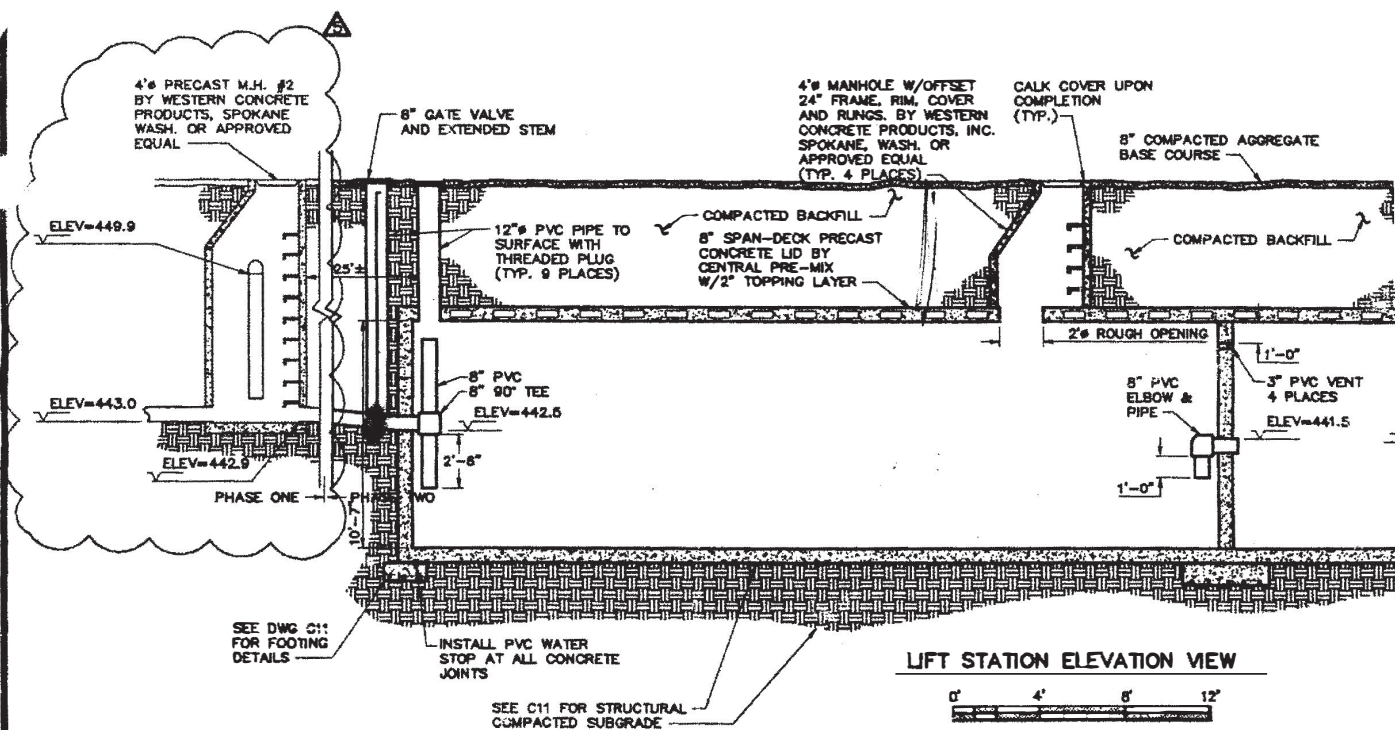 5
4'ø PRECAST M.H. #2
BY WESTERN CONCRETE
PRODUCTS, SPOKANE
WASH. OR APPROVED
EQUAL
8" GATE VALVE
AND EXTENDED STEM
4'ø MANHOLE W/OFFSET
24" FRAME, RIM, COVER
AND RUNGS. BY WESTERN
CONCRETE PRODUCTS, INC.
SPOKANE, WASH. OR
APPROVED EQUAL
(TYP. 4 PLACES)
CALK COVER UPON
COMPLETION
(TYP.)
8" COMPACTED AGGREGATE
BASE COURSE
ELEV=449.9
25'±
12"ø PVC PIPE TO
SURFACE WITH
THREADED PLUG
(TYP. 9 PLACES)
COMPACTED BACKFILL
8" SPAN-DECK PRECAST
CONCRETE LID BY
CENTRAL PRE-MIX
W/2" TOPPING LAYER
COMPACTED BACKFILL
2'ø ROUGH OPENING
1'-0"
8" PVC
8" 90° TEE
ELEV=443.0
ELEV=442.5
8" PVC
ELBOW &
PIPE
3" PVC VENT
4 PLACES
ELEV=441.5
ELEV=442.9
2'-6"
1'-0"
PHASE ONE
PHASE TWO
10'-7"
SEE DWG C11
FOR FOOTING
DETAILS
INSTALL PVC WATER
STOP AT ALL CONCRETE
JOINTS
SEE C11 FOR STRUCTURAL
COMPACTED SUBGRADE
LIFT STATION ELEVATION VIEW
0' 4' 8' 12'